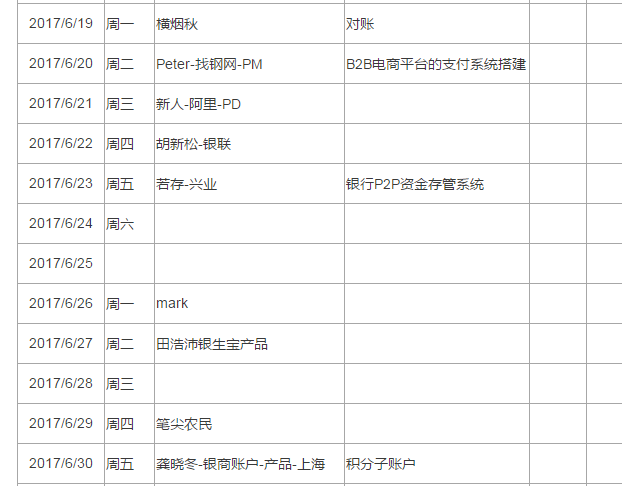 2017/6/19 周一 横烟秋 对账
2017/6/20 周二 Peter-找钢网-PM B2B电商平台的支付系统搭建
2017/6/21 周三 新人-阿里-PD
2017/6/22 周四 胡新松-银联
2017/6/23 周五 若存-兴业 银行P2P资金存管系统
2017/6/24 周六
2017/6/25
2017/6/26 周一 mark
2017/6/27 周二 田浩沛银生宝产品
2017/6/28 周三
2017/6/29 周四 笔尖农民
2017/6/30 周五 龚晓冬-银商账户-产品-上海 积分子账户